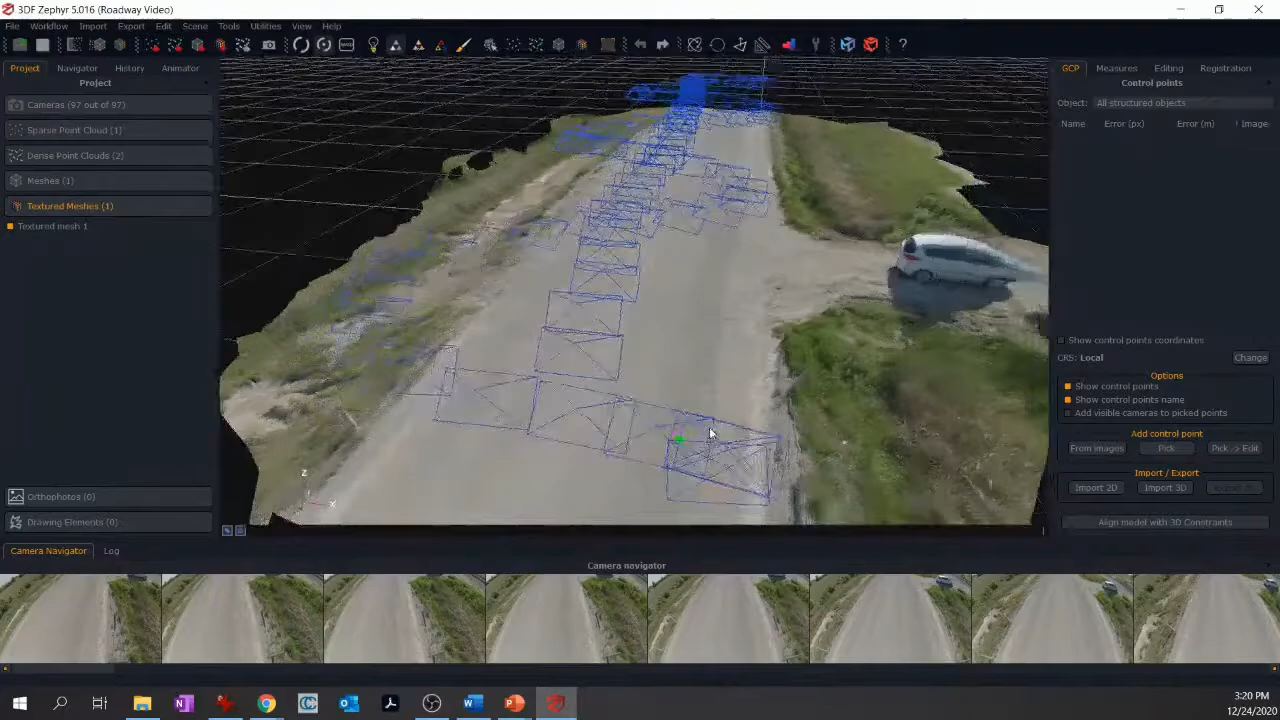 3DF Zephyr 5.016 (Roadway Video)
File Workflow Import Export Edit Scene Tools Utilities View Help
Project Navigator History Animator
Project
Cameras (97 out of 97)
Sparse Point Cloud (1)
Dense Point Clouds (2)
Meshes (1)
Textured Meshes (1)
Textured mesh 1
Orthophotos (0)
Drawing Elements (0)
z
x
GCP Measures Editing Registration
Control points
Object: All structured objects
Name Error (px) Error (m) Image
Show control points coordinates
CRS: Local Change
Options
Show control points
Show control points name
Add visible cameras to picked points
Add control point
From images Pick Pick -> Edit
Import / Export
Import 2D Import 3D
Align model with 3D Constraints
Camera Navigator Log
Camera navigator
3:20 PM
12/24/2020